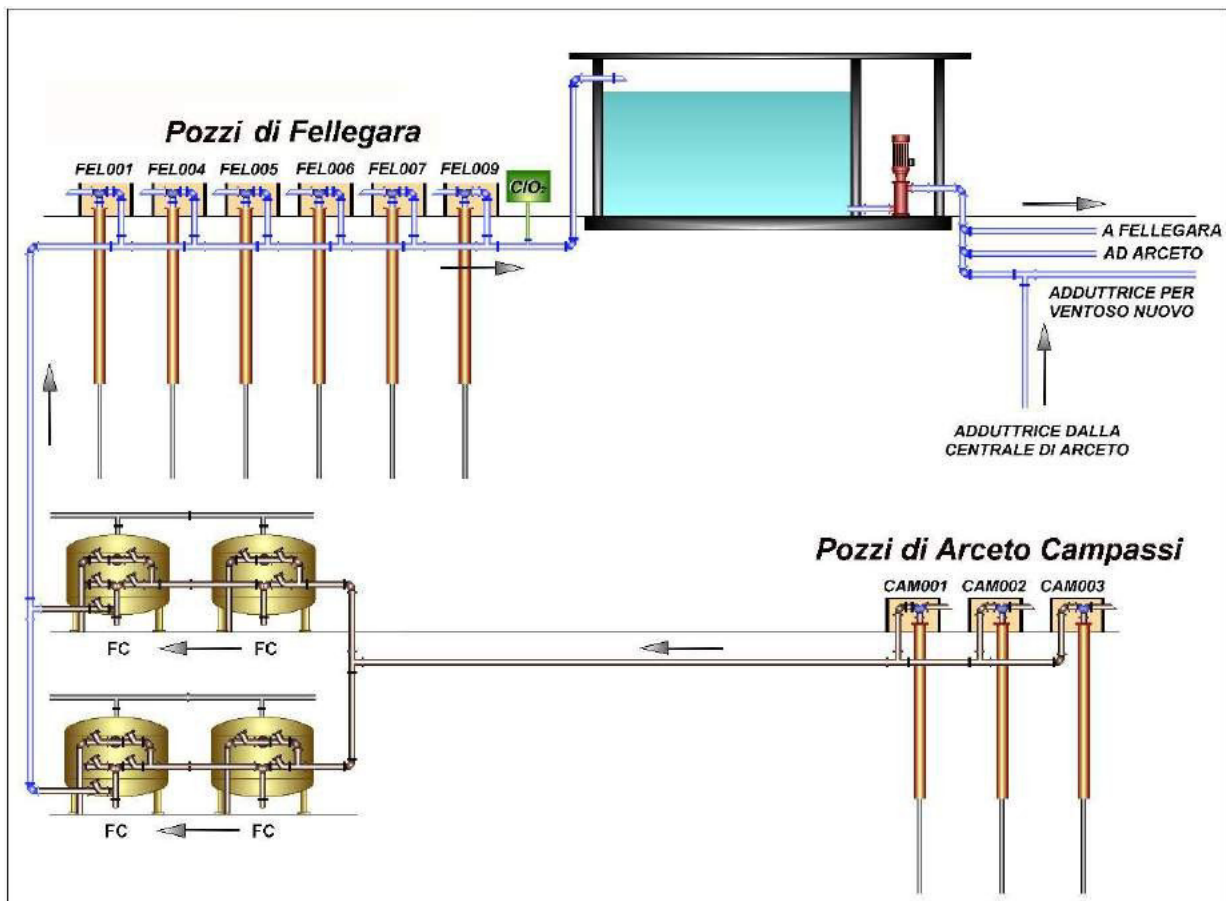 Pozzi di Fellegara
FEL001 FEL004 FEL005 FEL006 FEL007 FEL009
ClO₂
A FELLEGARA
AD ARCETO
ADDUTTRICE PER
VENTOSO NUOVO
ADDUTTRICE DALLA
CENTRALE DI ARCETO
Pozzi di Arceto Campassi
CAM001 CAM002 CAM003
FC FC
FC FC